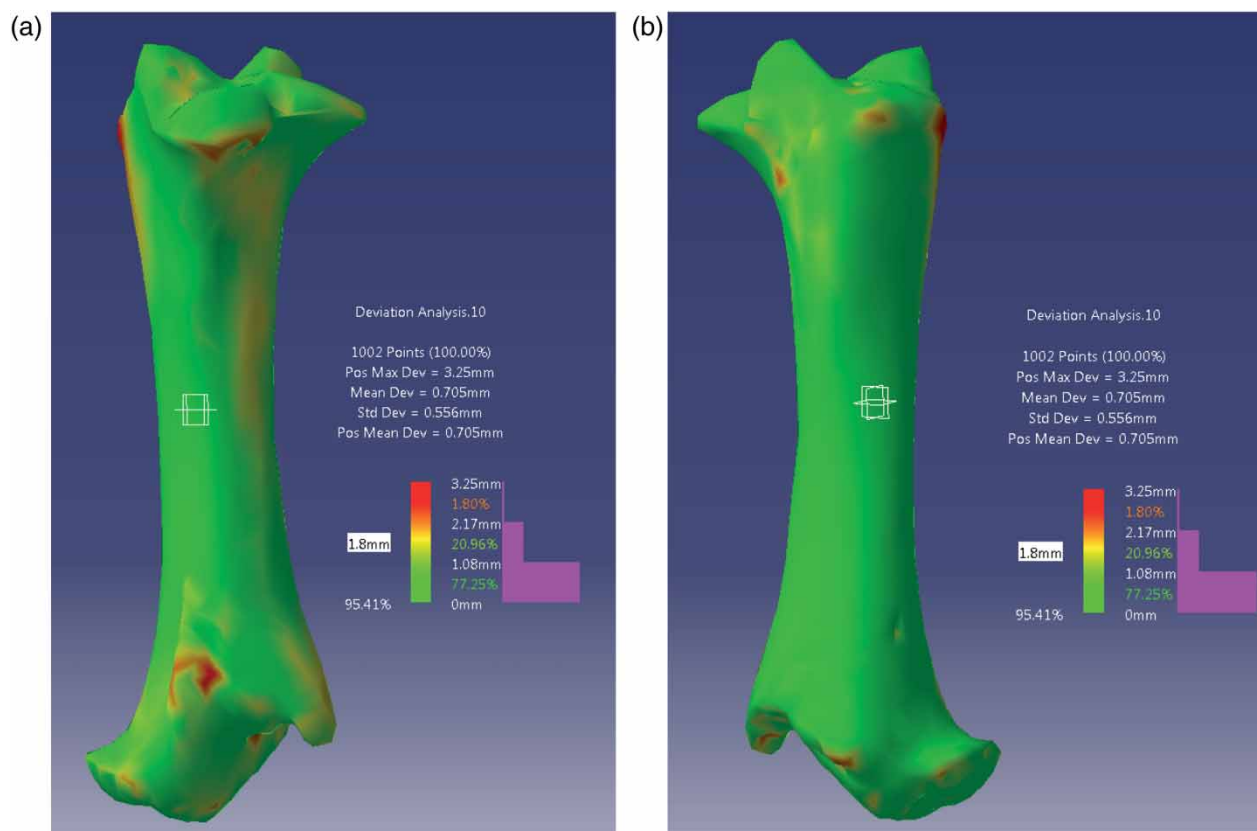 (a)
Deviation Analysis.10
1002 Points (100.00%)
Pos Max Dev = 3.25mm
Mean Dev = 0.705mm
Std Dev = 0.556mm
Pos Mean Dev = 0.705mm
3.25mm
1.80%
2.17mm
1.8mm
20.96%
1.08mm
77.25%
95.41%
0mm
(b)
Deviation Analysis.10
1002 Points (100.00%)
Pos Max Dev = 3.25mm
Mean Dev = 0.705mm
Std Dev = 0.556mm
Pos Mean Dev = 0.705mm
3.25mm
1.80%
2.17mm
1.8mm
20.96%
1.08mm
77.25%
95.41%
0mm